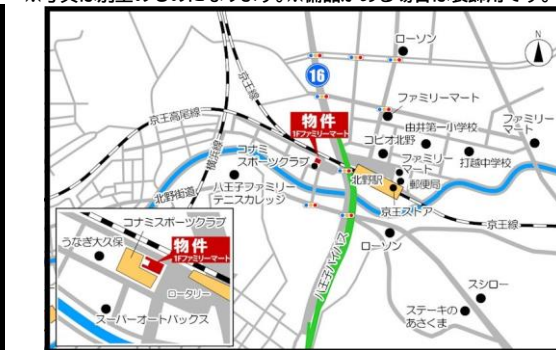 ローソン
N
16
京王線
ファミリーマート
京王高尾線
物件
1Fファミリーマート
由井第一小学校
ファミリー
マート
コピオ北野
コナミ
スポーツクラブ
ファミリー
マート
打越中学校
横浜線
北野駅
郵便局
北野街道
八王子ファミリー
テニスカレッジ
京王ストア
京王線
コナミスポーツクラブ
八王子バイパス
ローソン
うなぎ大久保
物件
1Fファミリーマート
スシロー
ロータリー
ステーキの
あさくま
スーパーオートバックス